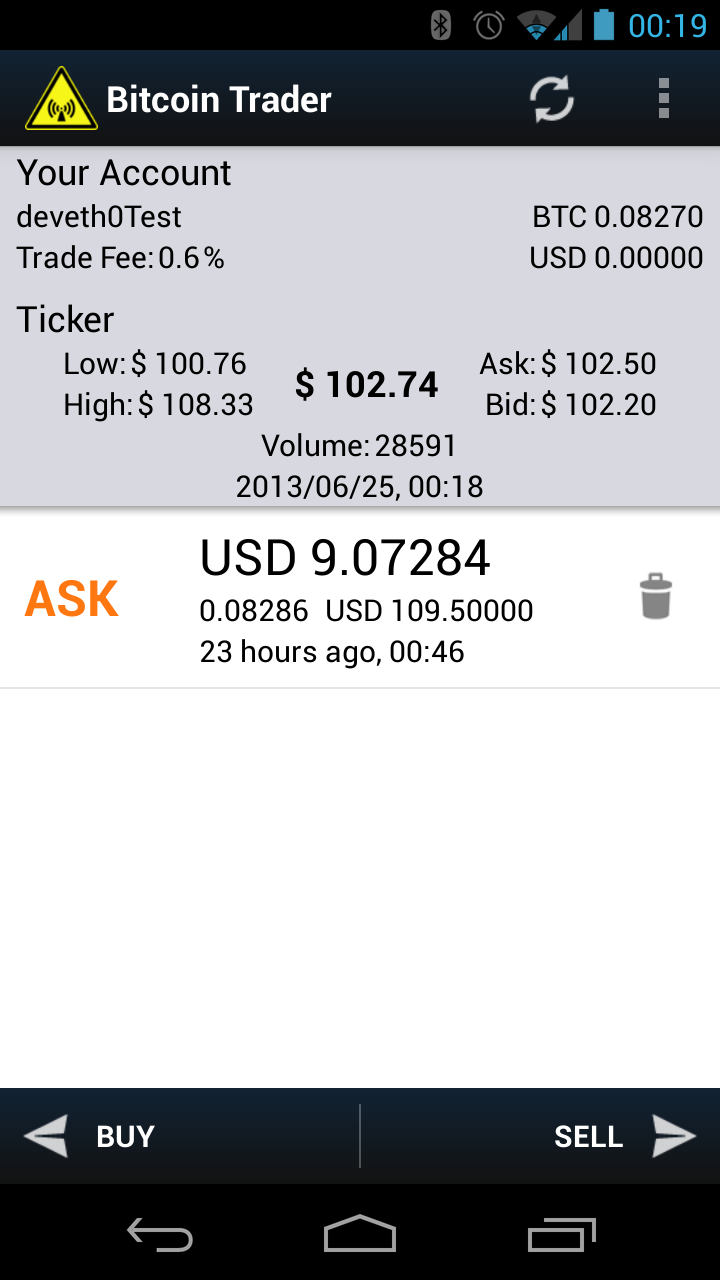 00:19
Bitcoin Trader
Your Account
deveth0Test BTC 0.08270
Trade Fee: 0.6% USD 0.00000
Ticker
Low: $ 100.76 $ 102.74 Ask: $ 102.50
High: $ 108.33 Bid: $ 102.20
Volume: 28591
2013/06/25, 00:18
ASK
USD 9.07284
0.08286 USD 109.50000
23 hours ago, 00:46
BUY SELL